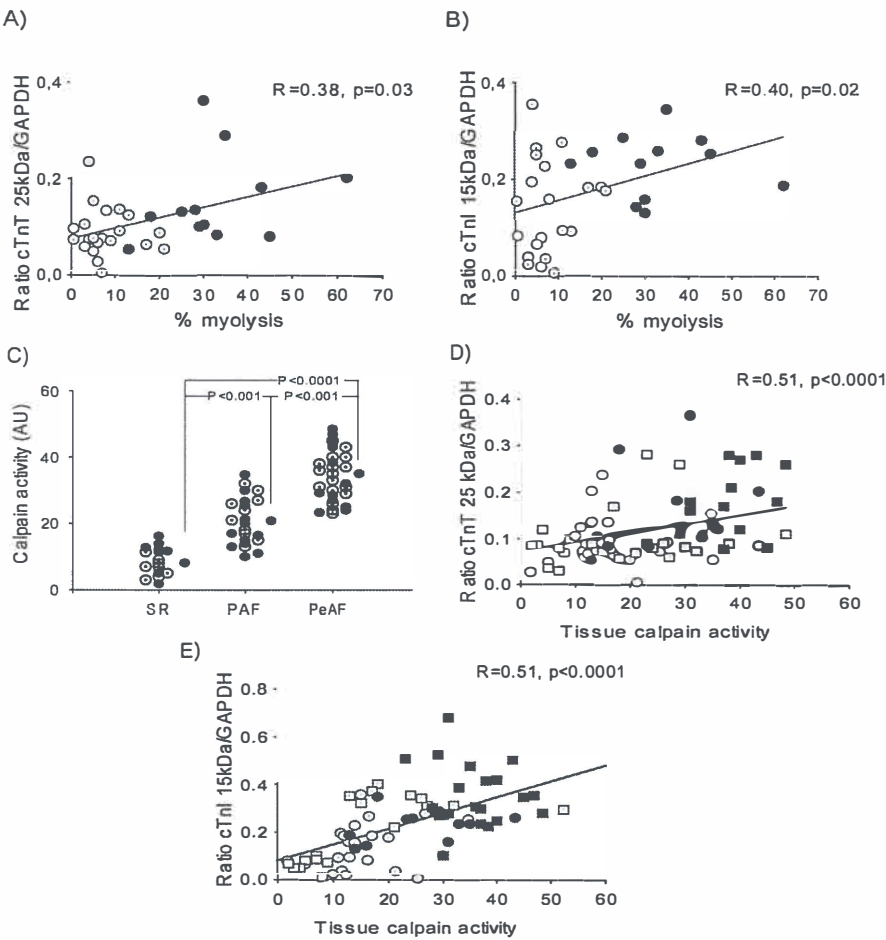 A)
R=0.38, p=0.03
Ratio cTnT 25kDa/GAPDH
0,4
0,2
0,0
0 10 20 30 40 50 60 70
% myolysis
B)
R=0.40, p=0.02
Ratio cTnI 15kDa/GAPDH
0,4
0,2
0,0
0 10 20 30 40 50 60 70
% myolysis
C)
P<0.0001
P<0.001 P<0.001
Calpain activity (AU)
60
40
20
0
SR PAF PeAF
D)
R=0.51, p<0.0001
Ratio cTnT 25 kDa/GAPDH
0.4
0.3
0.2
0.1
0.0
0 10 20 30 40 50 60
Tissue calpain activity
E)
R=0.51, p<0.0001
Ratio cTnI 15kDa/GAPDH
0.8
0.6
0.4
0.2
0.0
0 10 20 30 40 50 60
Tissue calpain activity